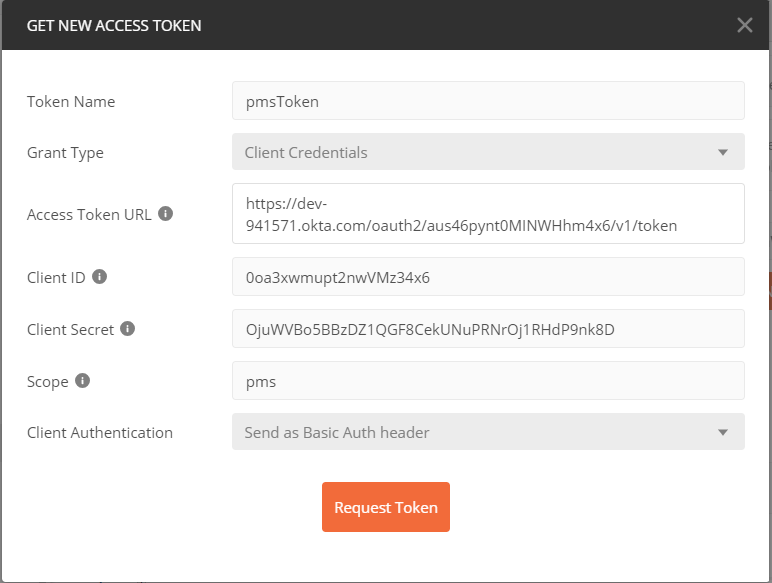 GET NEW ACCESS TOKEN
Token Name
pmsToken
Grant Type
Client Credentials
Access Token URL
https://dev-
941571.okta.com/oauth2/aus46pynt0MINWHhm4x6/v1/token
Client ID
0oa3xwmupt2nwVMz34x6
Client Secret
OjuWVBo5BBzDZ1QGF8CekUNuPRNrOj1RHdP9nk8D
Scope
pms
Client Authentication
Send as Basic Auth header
Request Token